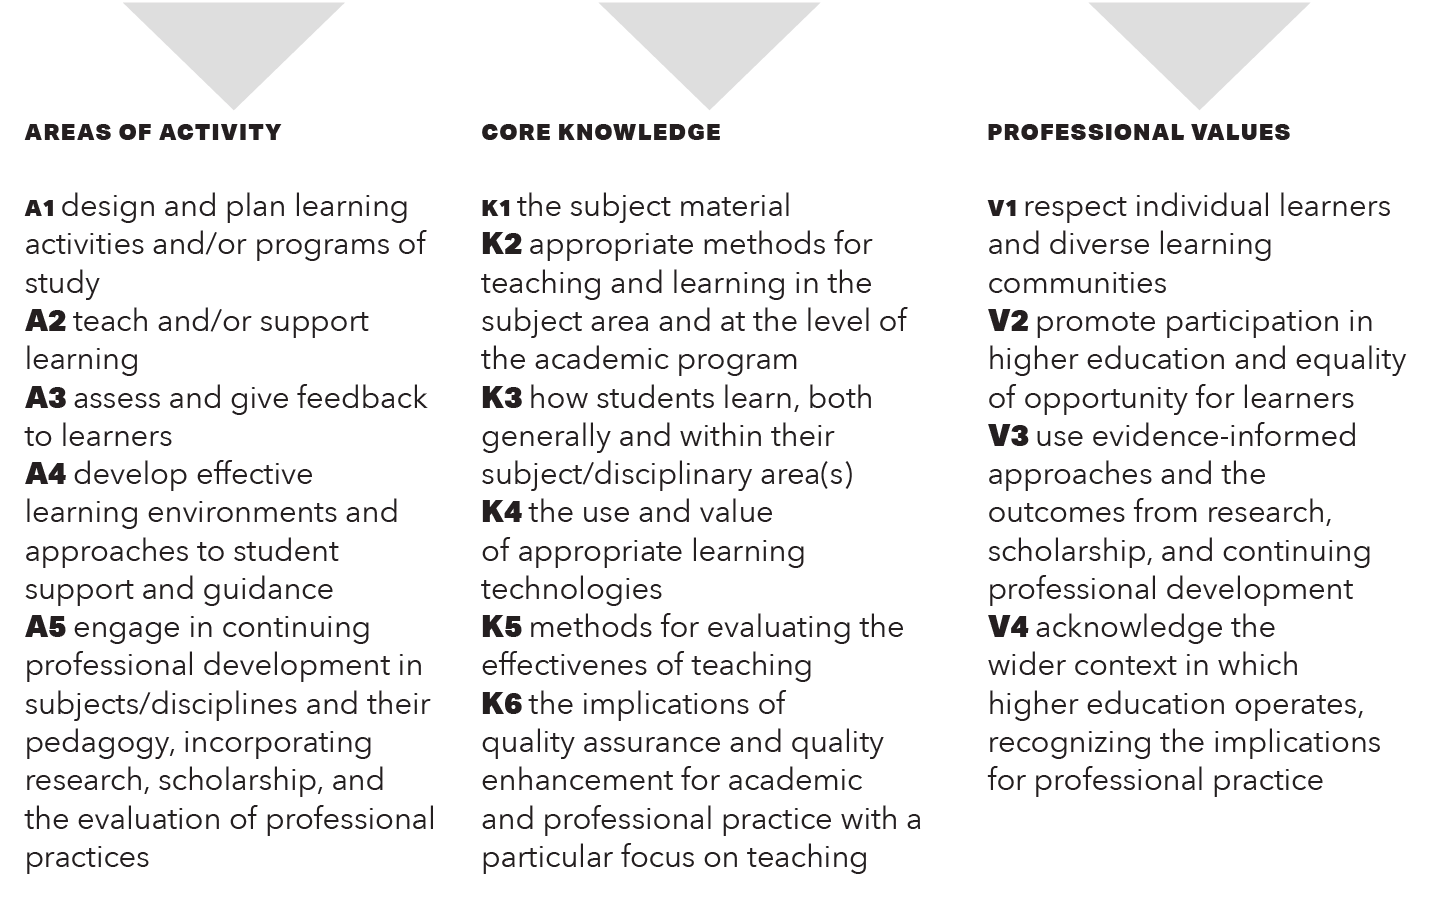 AREAS OF ACTIVITY
A1 design and plan learning
activities and/or programs of
study
A2 teach and/or support
learning
A3 assess and give feedback
to learners
A4 develop effective
learning environments and
approaches to student
support and guidance
A5 engage in continuing
professional development in
subjects/disciplines and their
pedagogy, incorporating
research, scholarship, and
the evaluation of professional
practices
CORE KNOWLEDGE
K1 the subject material
K2 appropriate methods for
teaching and learning in the
subject area and at the level of
the academic program
K3 how students learn, both
generally and within their
subject/disciplinary area(s)
K4 the use and value
of appropriate learning
technologies
K5 methods for evaluating the
effectivenes of teaching
K6 the implications of
quality assurance and quality
enhancement for academic
and professional practice with a
particular focus on teaching
PROFESSIONAL VALUES
V1 respect individual learners
and diverse learning
communities
V2 promote participation in
higher education and equality
of opportunity for learners
V3 use evidence-informed
approaches and the
outcomes from research,
scholarship, and continuing
professional development
V4 acknowledge the
wider context in which
higher education operates,
recognizing the implications
for professional practice